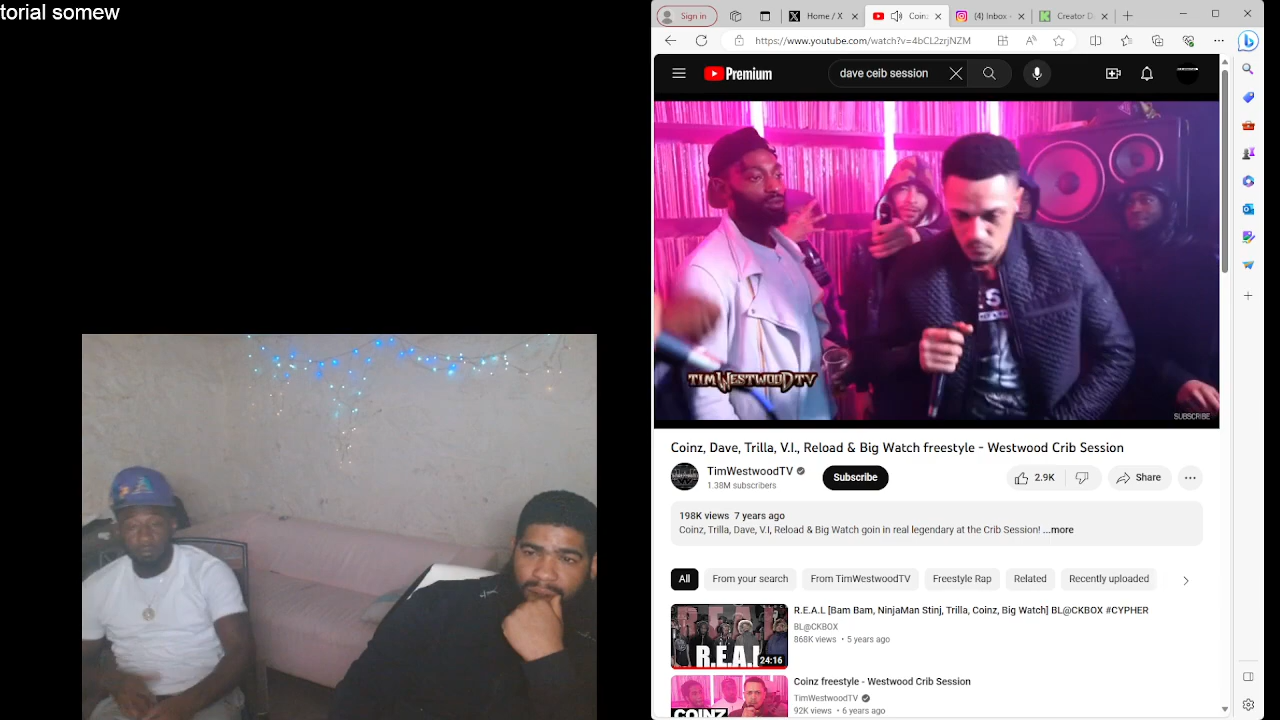 torial somew
Sign in
Home / X
Coinz
(1) Inbox
Creator D
https://www.youtube.com/watch?v=4bCL2zrjNZM
Premium
dave ceib session
TIMWESTWOODTV
SUBSCRIBE
Coinz, Dave, Trilla, V.I., Reload & Big Watch freestyle - Westwood Crib Session
TimWestwoodTV
1.38M subscribers
Subscribe
2.9K
Share
198K views 7 years ago
Coinz, Trilla, Dave, V.I, Reload & Big Watch goin in real legendary at the Crib Session! ...more
All
From your search
From TimWestwoodTV
Freestyle Rap
Related
Recently uploaded
R.E.A.L [Bam Bam, NinjaMan Stinj, Trilla, Coinz, Big Watch] BL@CKBOX #CYPHER
BL@CKBOX
868K views • 5 years ago
R.E.A.L
24:16
Coinz freestyle - Westwood Crib Session
TimWestwoodTV
92K views • 6 years ago
COINZ